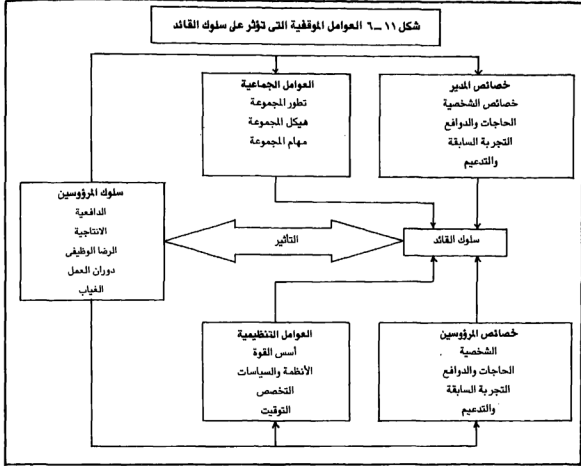 شكل ١١ – ٦ العوامل الموقفية التى تؤثر على سلوك القائد
خصائص المدير
خصائص الشخصية
الحاجات والدوافع
التجربة السابقة
والتدعيم
العوامل الجماعية
تطور المجموعة
هيكل المجموعة
مهام المجموعة
سلوك القائد
التأثير
سلوك المرؤوسين
الدافعية
الانتاجية
الرضا الوظيفى
دوران العمل
الغياب
خصائص المرؤوسين
الشخصية
الحاجات والدوافع
التجربة السابقة
والتدعيم
العوامل التنظيمية
أسس القوة
الأنظمة والسياسات
التخصص
التوقيت